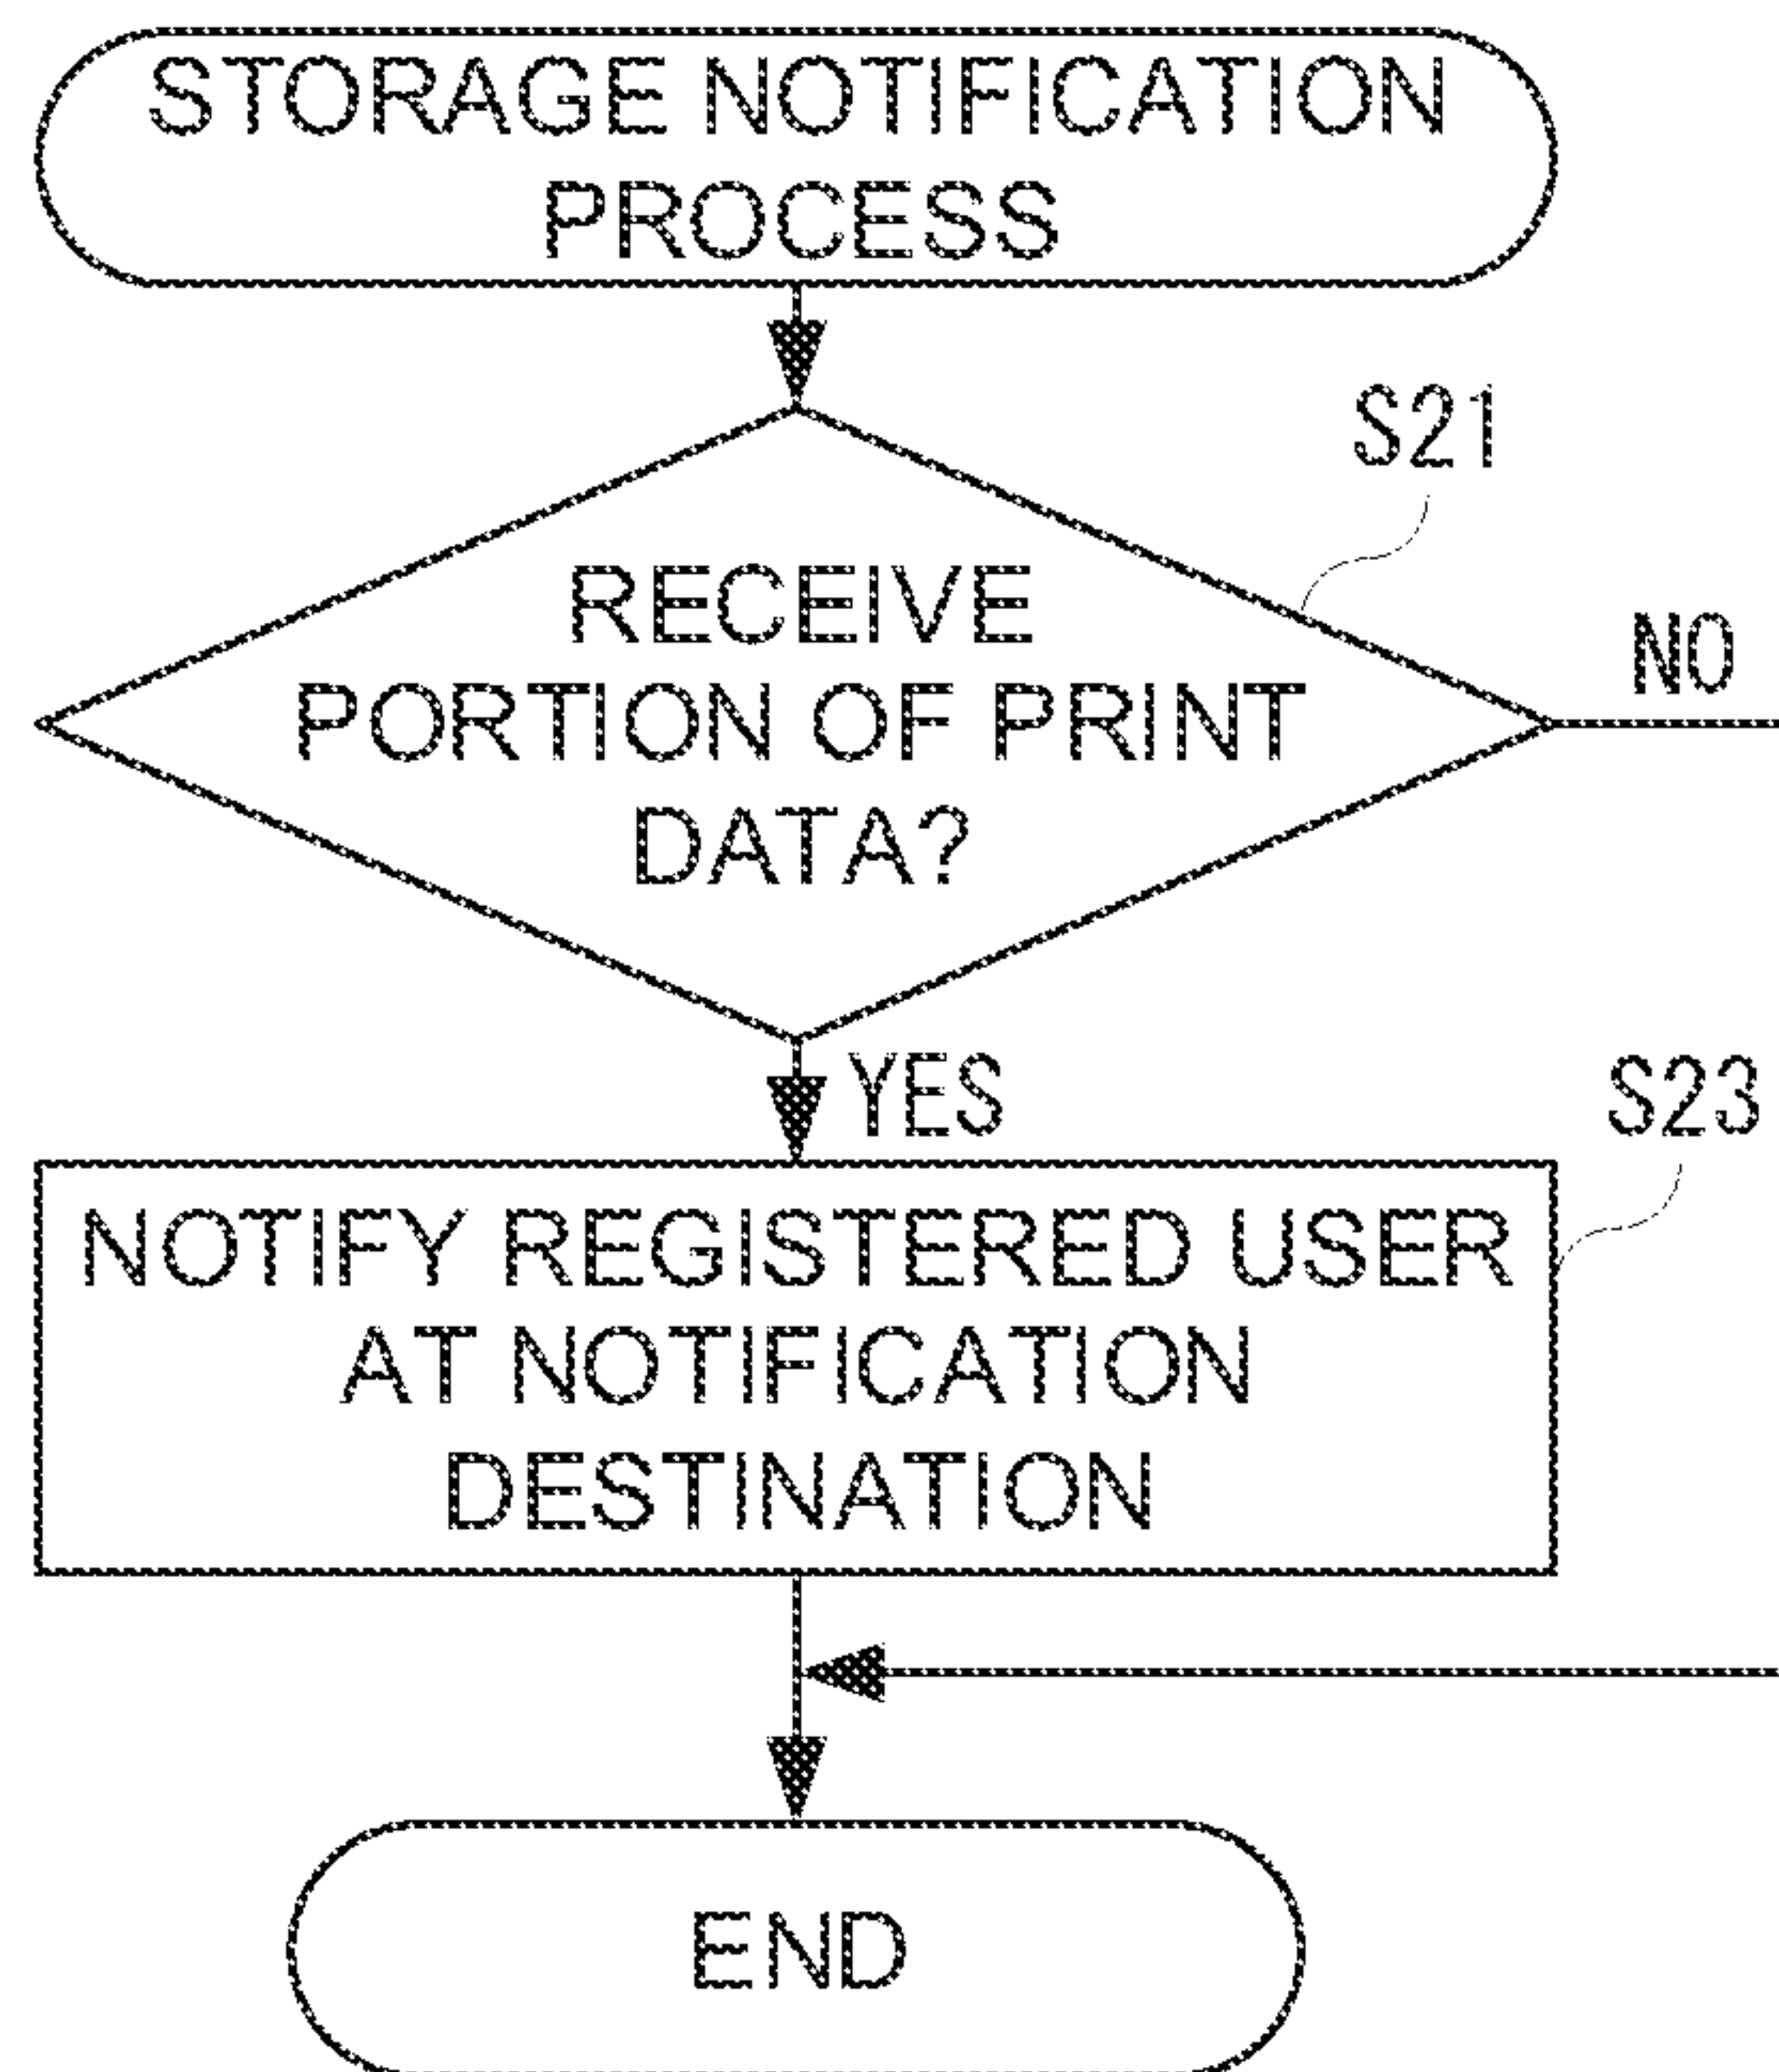 STORAGE NOTIFICATION
PROCESS
S21
RECEIVE
PORTION OF PRINT
DATA?
NO
YES
S23
NOTIFY REGISTERED USER
AT NOTIFICATION
DESTINATION
END